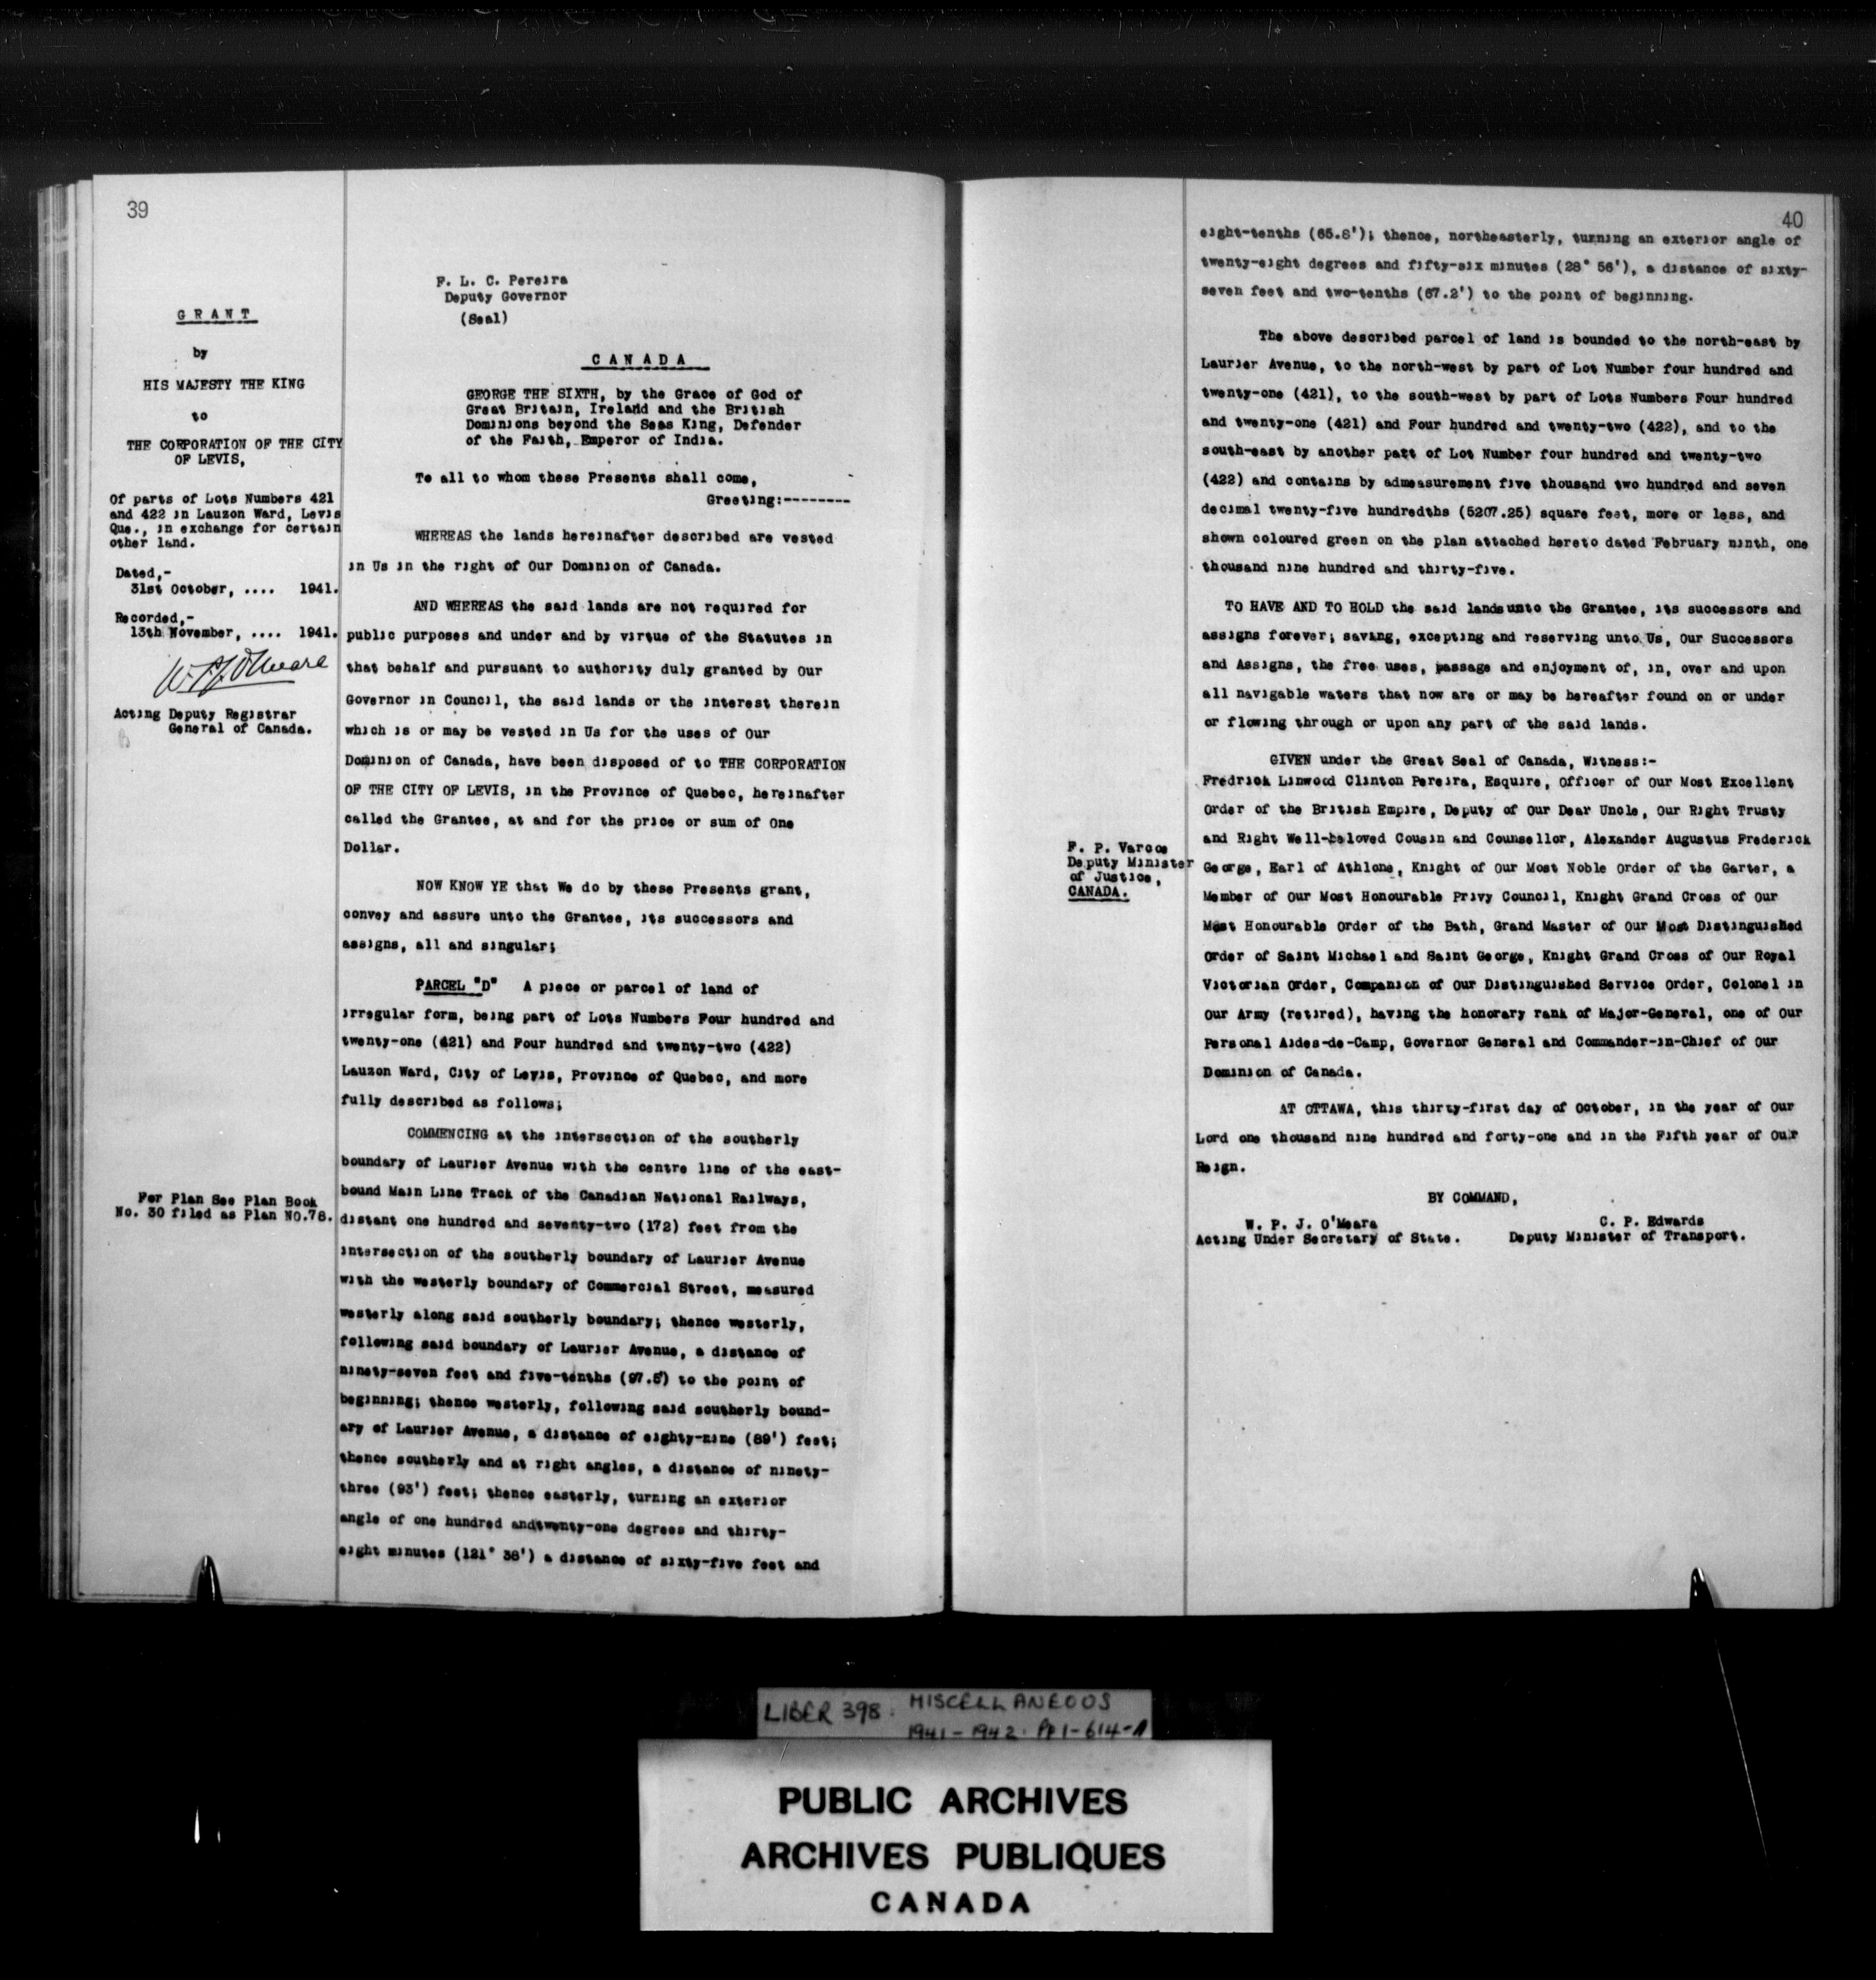 39
GRANT
by
HIS MAJESTY THE KING
to
THE CORPORATION OF THE CITY
OF LEVIS,
Of parts of Lots Numbers 421
and 422 in Lauzon Ward, Levis
Que., in exchange for certain
other land.
Dated,-
31st October, .... 1941.
Recorded,-
13th November, .... 1941.
W.P.J. O'Meara
Acting Deputy Registrar
General of Canada.
For Plan See Plan Book
No. 30 filed as Plan NO.78.
F. L. C. Pereira
Deputy Governor
(Seal)
CANADA
GEORGE THE SIXTH, by the Grace of God of
Great Britain, Ireland and the British
Dominions beyond the Seas King, Defender
of the Faith, Emperor of India.
To all to whom these Presents shall come,
Greeting:--------
WHEREAS the lands hereinafter described are vested
in Us in the right of Our Dominion of Canada.
AND WHEREAS the said lands are not required for
public purposes and under and by virtue of the Statutes in
that behalf and pursuant to authority duly granted by Our
Governor in Council, the said lands or the interest therein
which is or may be vested in Us for the uses of Our
Dominion of Canada, have been disposed of to THE CORPORATION
OF THE CITY OF LEVIS, in the Province of Quebec, hereinafter
called the Grantee, at and for the price or sum of One
Dollar.
NOW KNOW YE that We do by these Presents grant,
convey and assure unto the Grantee, its successors and
assigns, all and singular;
PARCEL "D" A piece or parcel of land of
irregular form, being part of Lots Numbers Four hundred and
twenty-one (421) and Four hundred and twenty-two (422)
Lauzon Ward, City of Levis, Province of Quebec, and more
fully described as follows;
COMMENCING at the intersection of the southerly
boundary of Laurier Avenue with the centre line of the east-
bound Main Line Track of the Canadian National Railways,
distant one hundred and seventy-two (172) feet from the
intersection of the southerly boundary of Laurier Avenue
with the westerly boundary of Commercial Street, measured
westerly along said southerly boundary; thence westerly,
following said boundary of Laurier Avenue, a distance of
ninety-seven feet and five-tenths (97.5') to the point of
beginning; thence westerly, following said southerly bound-
ary of Laurier Avenue, a distance of eighty-nine (89') feet;
thence southerly and at right angles, a distance of ninety-
three (93') feet; thence easterly, turning an exterior
angle of one hundred andtwenty-one degrees and thirty-
eight minutes (121° 38') a distance of sixty-five feet and
40
eight-tenths (65.8'); thence, northeasterly, turning an exterior angle of
twenty-eight degrees and fifty-six minutes (28° 56'), a distance of sixty-
seven feet and two-tenths (67.2') to the point of beginning.
The above described parcel of land is bounded to the north-east by
Laurier Avenue, to the north-west by part of Lot Number four hundred and
twenty-one (421), to the south-west by part of Lots Numbers Four hundred
and twenty-one (421) and Four hundred and twenty-two (422), and to the
south-east by another part of Lot Number four hundred and twenty-two
(422) and contains by admeasurement five thousand two hundred and seven
decimal twenty-five hundredths (5207.25) square feet, more or less, and
shown coloured green on the plan attached hereto dated February ninth, one
thousand nine hundred and thirty-five.
TO HAVE AND TO HOLD the said landsunto the Grantee, its successors and
assigns forever; saving, excepting and reserving unto Us, Our Successors
and Assigns, the free uses, passage and enjoyment of, in, over and upon
all navigable waters that now are or may be hereafter found on or under
or flowing through or upon any part of the said lands.
GIVEN under the Great Seal of Canada, Witness:-
Fredrick Linwood Clinton Pereira, Esquire, Officer of Our Most Excellent
Order of the British Empire, Deputy of Our Dear Uncle, Our Right Trusty
and Right Well-beloved Cousin and Counsellor, Alexander Augustus Frederick
George, Earl of Athlone, Knight of Our Most Noble Order of the Garter, a
Member of Our Most Honourable Privy Council, Knight Grand Cross of Our
Most Honourable Order of the Bath, Grand Master of Our Most Distinguished
Order of Saint Michael and Saint George, Knight Grand Cross of Our Royal
Victorian Order, Companion of Our Distinguished Service Order, Colonel in
Our Army (retired), having the honorary rank of Major-General, one of Our
Personal Aides-de-Camp, Governor General and Commander-in-Chief of Our
Dominion of Canada.
F. P. Varcoe
Deputy Minister
of Justice,
CANADA.
AT OTTAWA, this thirty-first day of October, in the year of Our
Lord one thousand nine hundred and forty-one and in the Fifth year of Our
Reign.
BY COMMAND,
W. P. J. O'Meara
Acting Under Secretary of State.
C. P. Edwards
Deputy Minister of Transport.
LIBER 398. MISCELLANEOUS
1941-1942. PP1-614-A
PUBLIC ARCHIVES
ARCHIVES PUBLIQUES
CANADA